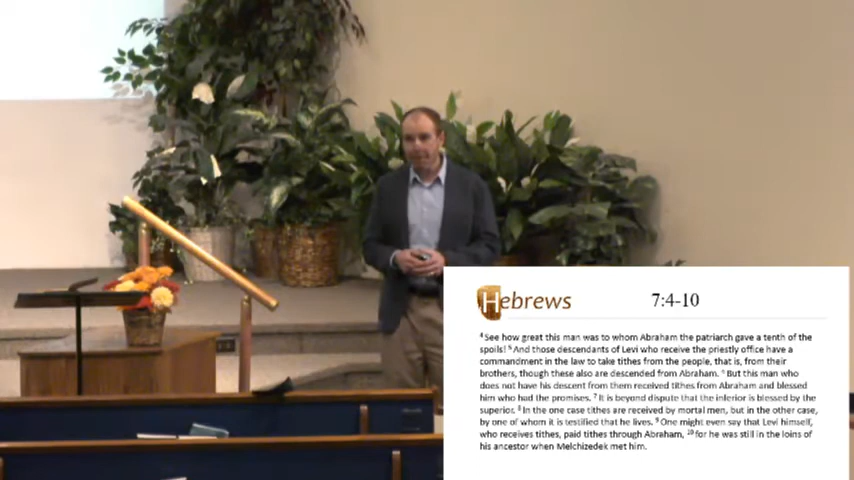 Hebrews 7:4-10
4 See how great this man was to whom Abraham the patriarch gave a tenth of the
spoils! 5 And those descendants of Levi who receive the priestly office have a
commandment in the law to take tithes from the people, that is, from their
brothers, though these also are descended from Abraham. 6 But this man who
does not have his descent from them received tithes from Abraham and blessed
him who had the promises. 7 It is beyond dispute that the inferior is blessed by the
superior. 8 In the one case tithes are received by mortal men, but in the other case,
by one of whom it is testified that he lives. 9 One might even say that Levi himself,
who receives tithes, paid tithes through Abraham, 10 for he was still in the loins of
his ancestor when Melchizedek met him.